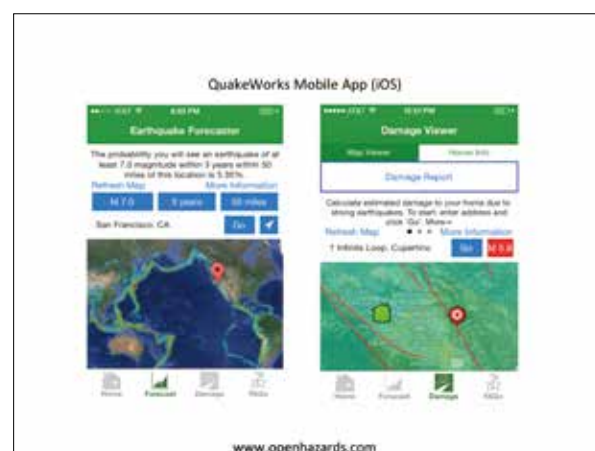 QuakeWorks Mobile App (iOS)
AT&T
Earthquake Forecaster
The probability you will see an earthquake of at
least 7.0 magnitude within 3 years within 50
miles of this location is
Refresh Map More Information
M 7.0 3 years 50 miles
San Francisco, CA Go
Home Forecast Damage FAQs
AT&T
Damage Viewer
Map Viewer Home Info
Damage Report
Calculate estimated damage to your home due to
strong earthquakes. To start, enter address and
click 'Go'. More->
Refresh Map More Information
1 Infinite Loop, Cupertino Go
Home Forecast Damage FAQs
www.openhazards.com